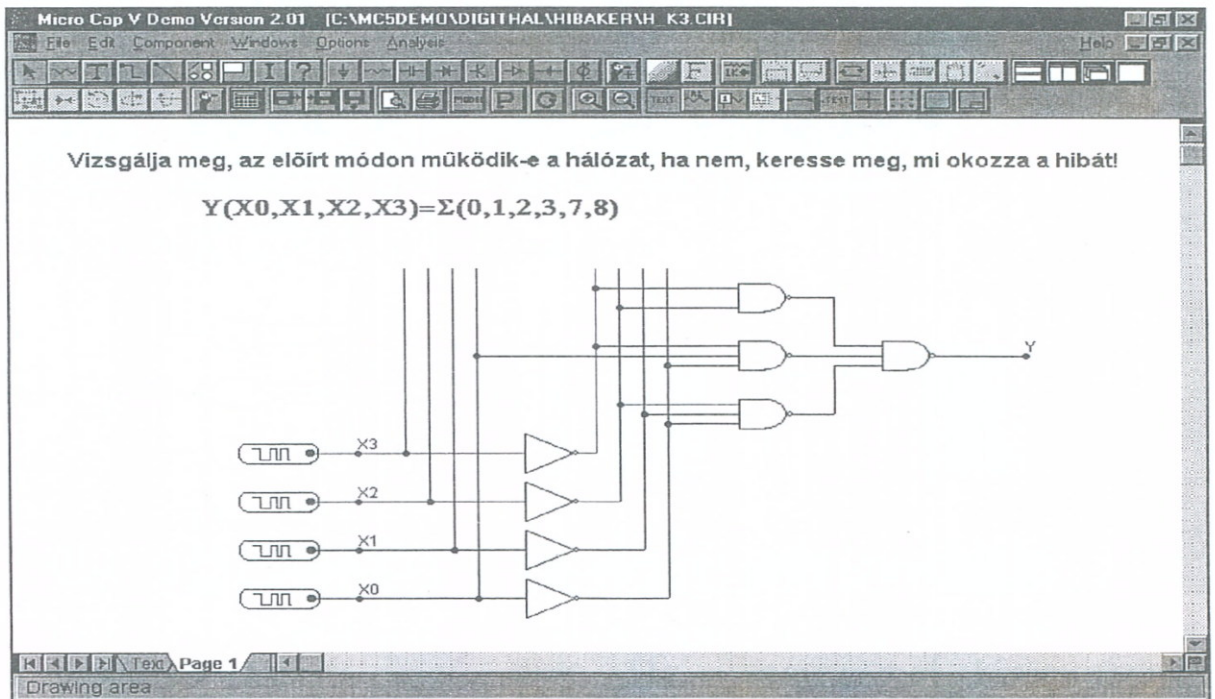 Micro Cap V Demo Version 2.01 [C:\MC5DEMO\DIGITHAL\HIBAKER\H_K3.CIR]
File Edit Component Windows Options Analysis Help
TEXT
Vizsgálja meg, az előírt módon működik-e a hálózat, ha nem, keresse meg, mi okozza a hibát!
Y(X0,X1,X2,X3)=Σ(0,1,2,3,7,8)
Y
X3
X2
X1
X0
Text Page 1
Drawing area